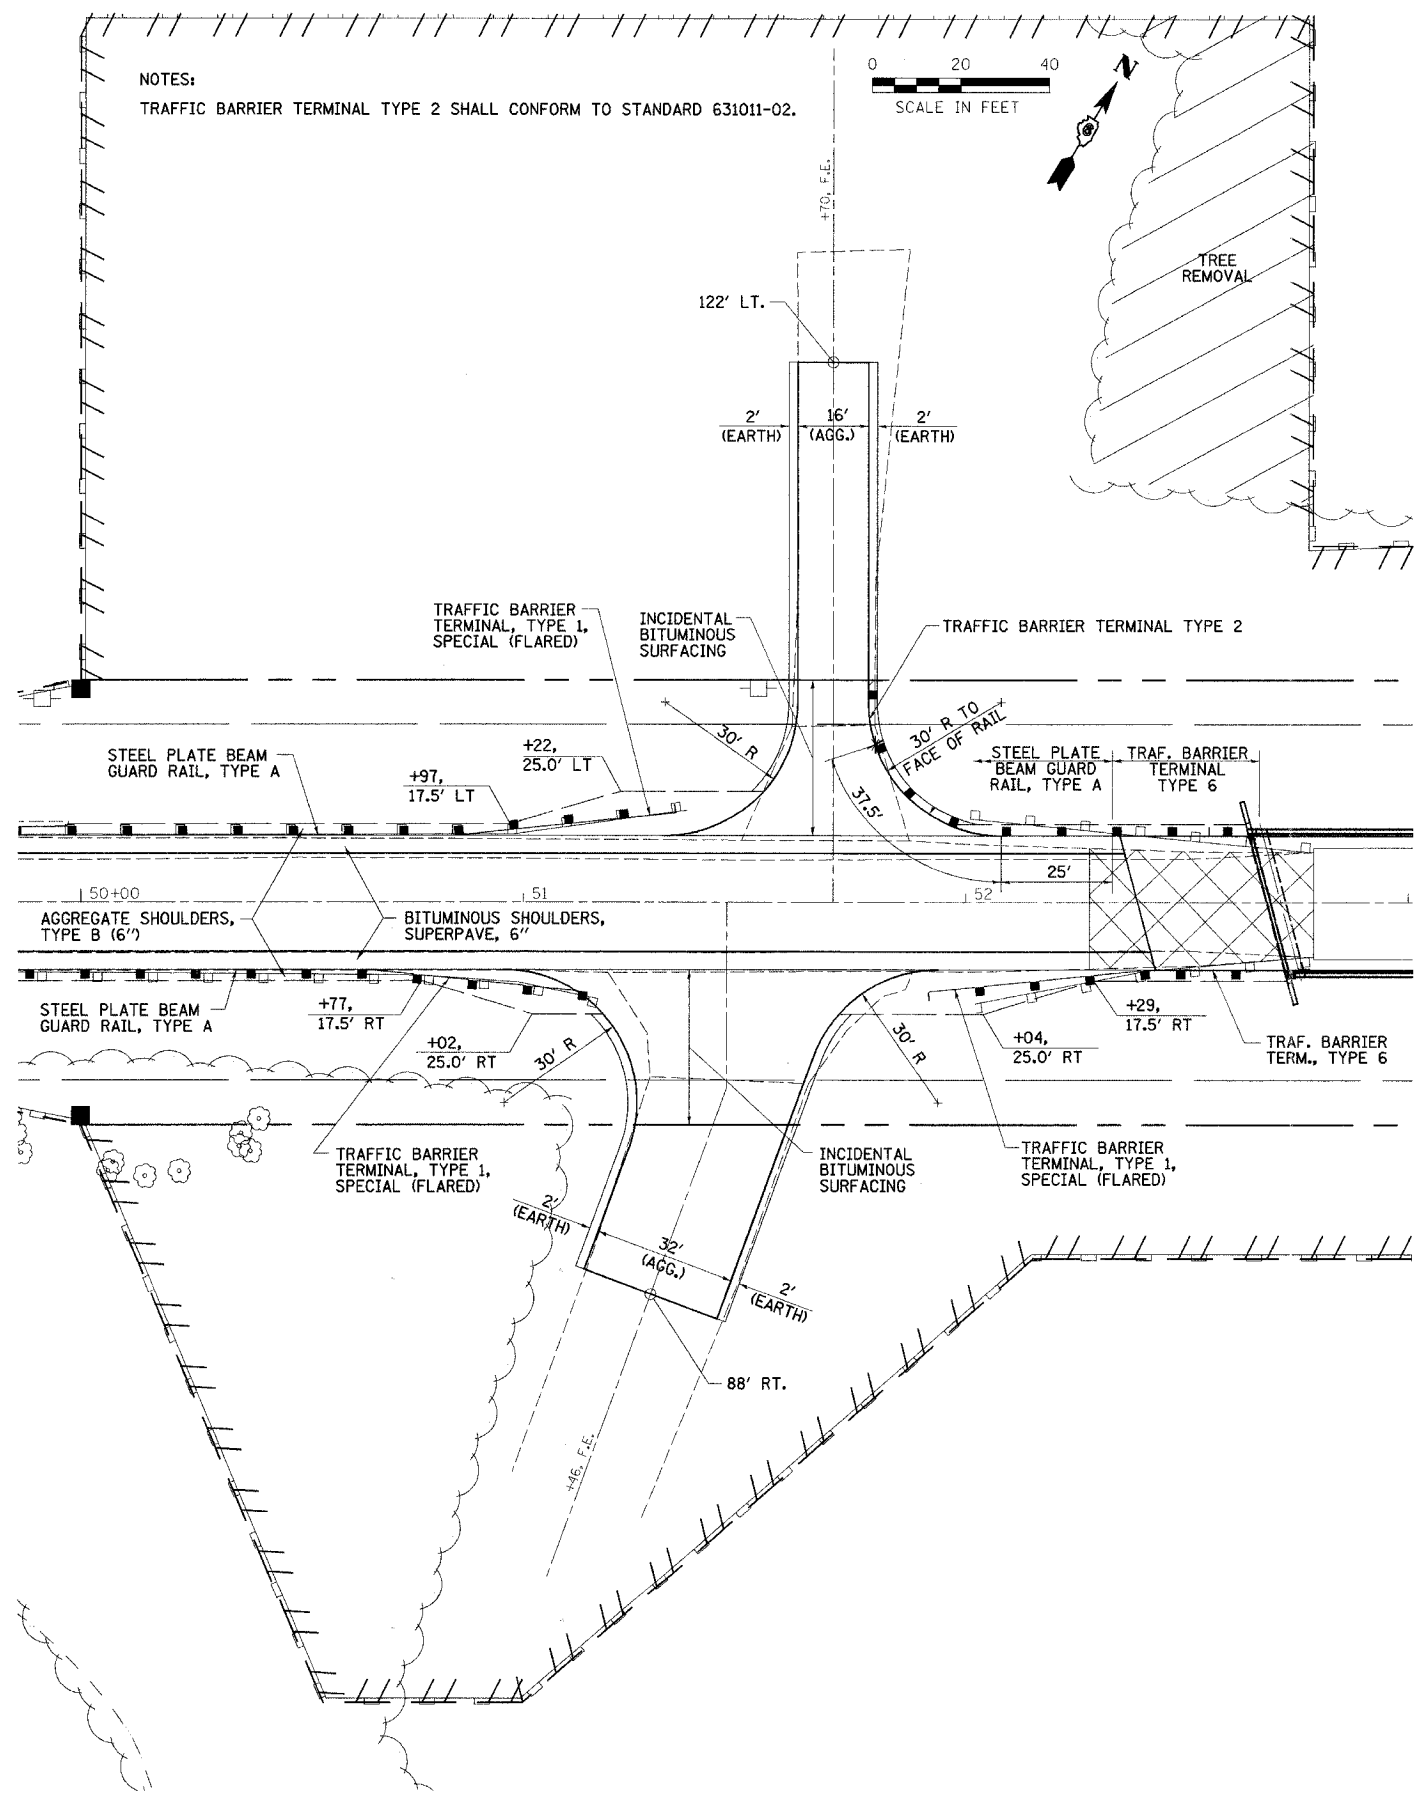 NOTES:
TRAFFIC BARRIER TERMINAL TYPE 2 SHALL CONFORM TO STANDARD 631011-02.
0 20 40
SCALE IN FEET
N
+70, F.E.
TREE
REMOVAL
122' LT.
2'
(EARTH)
16'
(AGG.)
2'
(EARTH)
TRAFFIC BARRIER
TERMINAL, TYPE 1,
SPECIAL (FLARED)
INCIDENTAL
BITUMINOUS
SURFACING
TRAFFIC BARRIER TERMINAL TYPE 2
30' R
30' R TO
FACE OF RAIL
STEEL PLATE BEAM
GUARD RAIL, TYPE A
+22,
25.0' LT
+97,
17.5' LT
STEEL PLATE
BEAM GUARD
RAIL, TYPE A
TRAF. BARRIER
TERMINAL
TYPE 6
37.5'
25'
50+00
51
52
AGGREGATE SHOULDERS,
TYPE B (6")
BITUMINOUS SHOULDERS,
SUPERPAVE, 6"
STEEL PLATE BEAM
GUARD RAIL, TYPE A
+77,
17.5' RT
+02,
25.0' RT
30' R
30' R
+04,
25.0' RT
+29,
17.5' RT
TRAF. BARRIER
TERM., TYPE 6
TRAFFIC BARRIER
TERMINAL, TYPE 1,
SPECIAL (FLARED)
INCIDENTAL
BITUMINOUS
SURFACING
TRAFFIC BARRIER
TERMINAL, TYPE 1,
SPECIAL (FLARED)
2'
(EARTH)
32'
(AGG.)
2'
(EARTH)
88' RT.
+46, F.E.